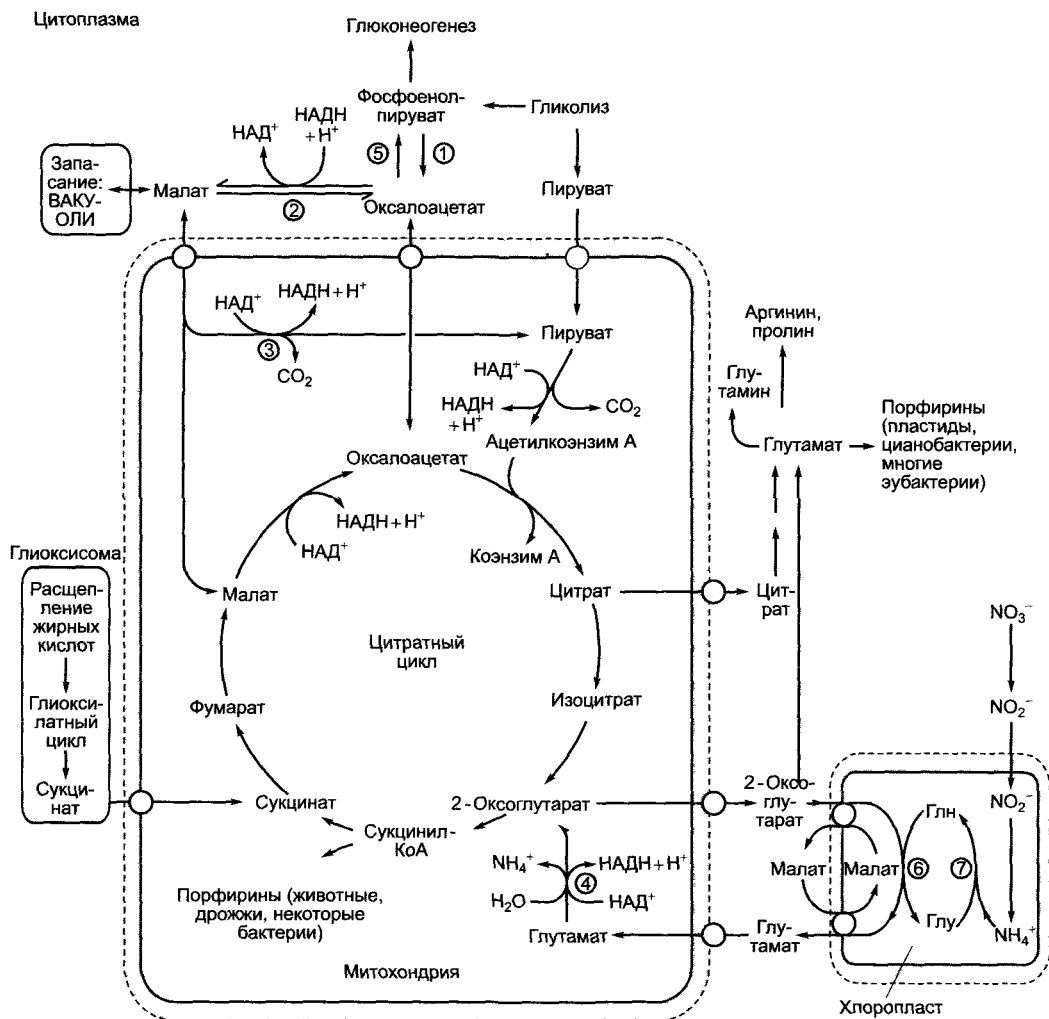 Цитоплазма
Глюконеогенез
Фосфоенол-
пируват
Гликолиз
НАД⁺
НАДН
+ Н⁺
⑤
①
Запа-
сание:
ВАКУ-
ОЛИ
Малат
②
Оксалоацетат
Пируват
НАД⁺
НАДН + Н⁺
③
CO₂
Пируват
НАД⁺
НАДН
+ Н⁺
CO₂
Ацетилкоэнзим А
Оксалоацетат
НАДН + Н⁺
НАД⁺
Коэнзим А
Малат
Цитрат
Цитратный
цикл
Фумарат
Изоцитрат
Сукцинат
2-Оксоглутарат
Сукцинил-
КоА
Порфирины (животные,
дрожжи, некоторые
бактерии)
NH₄⁺
НАДН + Н⁺
④
H₂O
НАД⁺
Глутамат
Митохондрия
Глиоксисома
Расщеп-
ление
жирных
кислот
Глиокси-
латный
цикл
Сукци-
нат
Аргинин,
пролин
Глу-
тамин
Глутамат
Порфирины
(пластиды,
цианобактерии,
многие
эубактерии)
Цит-
рат
NO₃⁻
NO₂⁻
2-Оксо-
глу-
тарат
NO₂⁻
Глн
Малат
Малат
⑥
⑦
Глу
NH₄⁺
Глу-
тамат
Хлоропласт